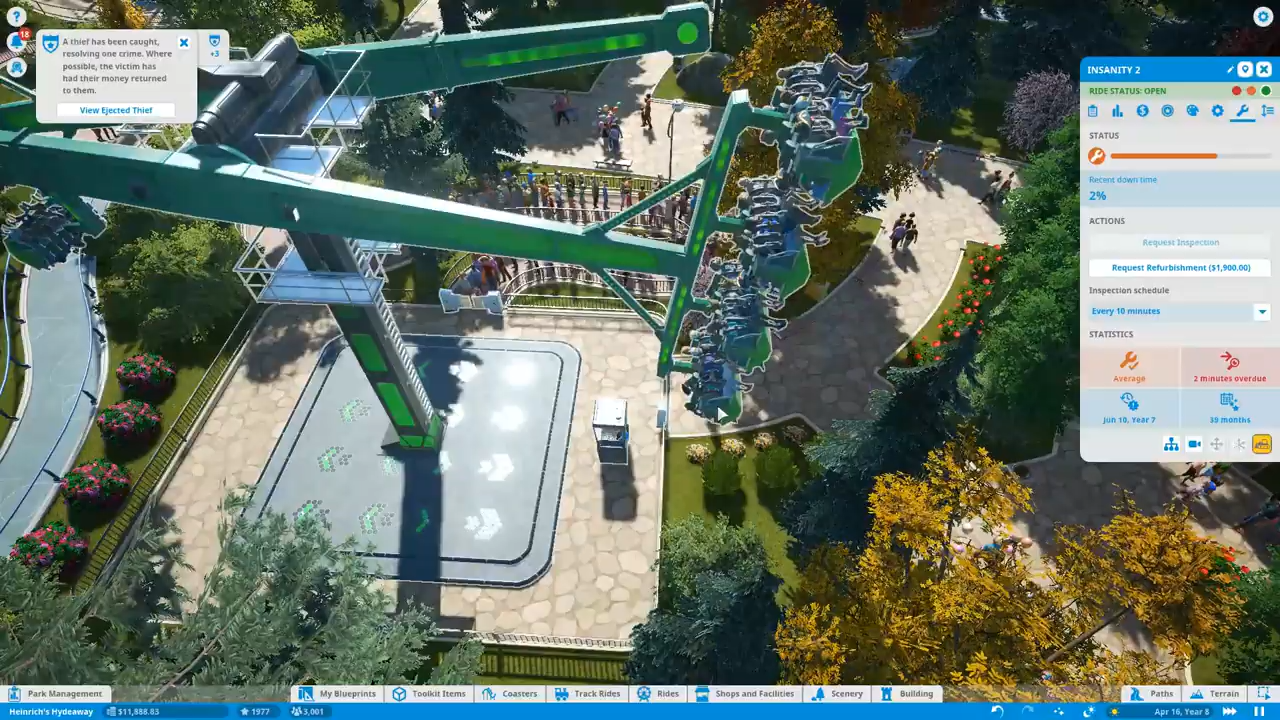 ?
18
A thief has been caught,
resolving one crime. Where
possible, the victim has
had their money returned
to them.
+3
View Ejected Thief
INSANITY 2
RIDE STATUS: OPEN
STATUS
Recent down time
2%
ACTIONS
Request Inspection
Request Refurbishment ($1,900.00)
Inspection schedule
Every 10 minutes
STATISTICS
Average
2 minutes overdue
Jun 10, Year 7
39 months
Park Management
My Blueprints
Toolkit Items
Coasters
Track Rides
Rides
Shops and Facilities
Scenery
Building
Paths
Terrain
Heinrich's Hydeaway
$11,888.83
1977
3,001
Apr 16, Year 8